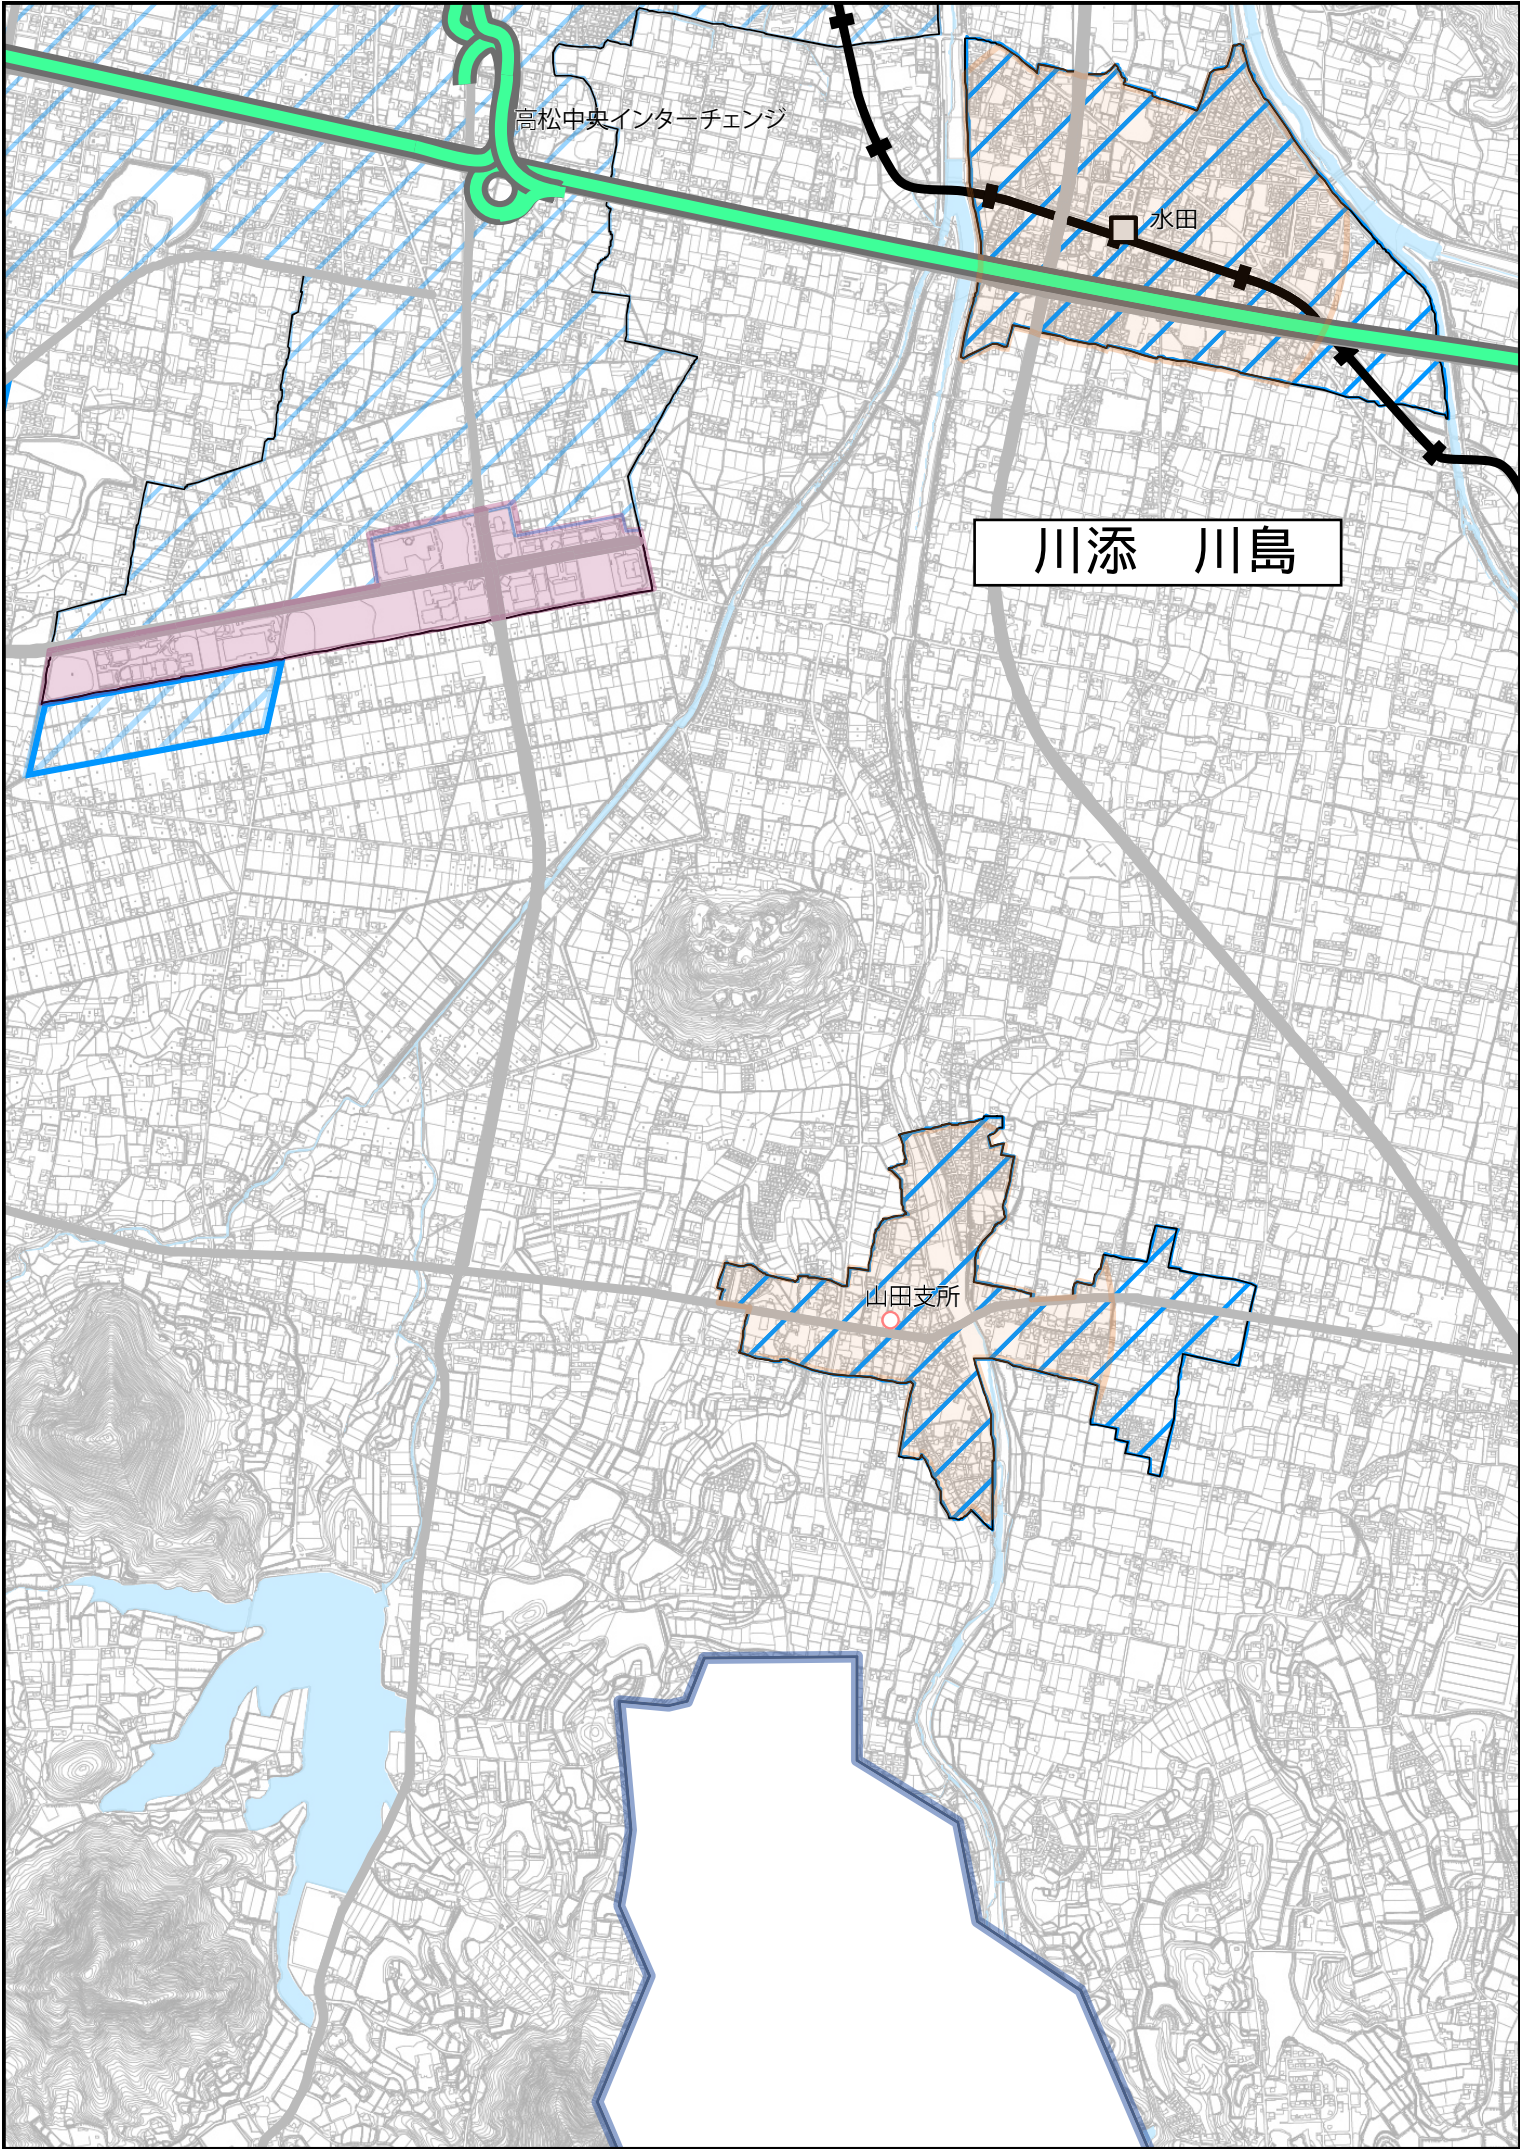 高松中央インターチェンジ
水田
川添　川島
山田支所